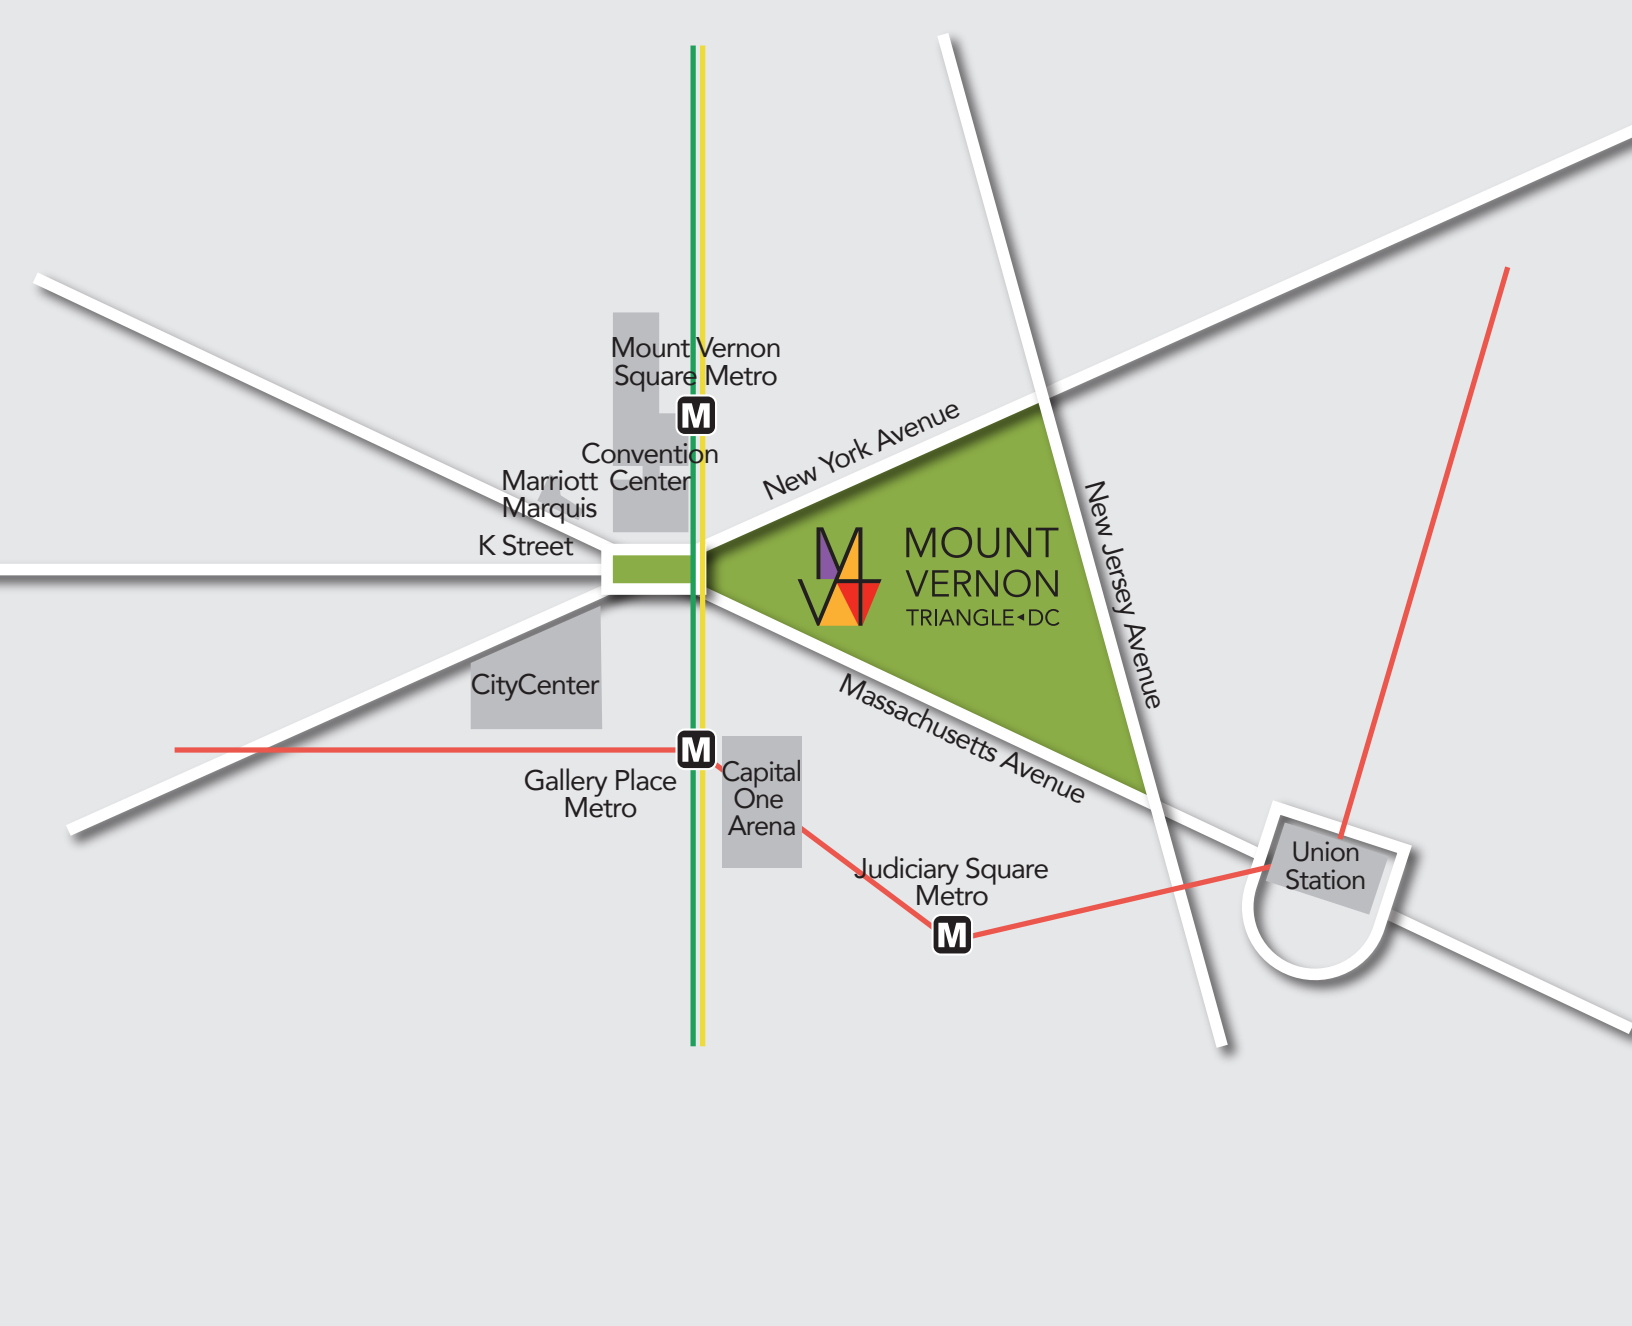 Mount Vernon
Square Metro
M
Convention
Center
Marriott
Marquis
K Street
New York Avenue
New Jersey Avenue
MOUNT
VERNON
TRIANGLE◂DC
Massachusetts Avenue
CityCenter
M
Gallery Place
Metro
Capital
One
Arena
Judiciary Square
Metro
M
Union
Station